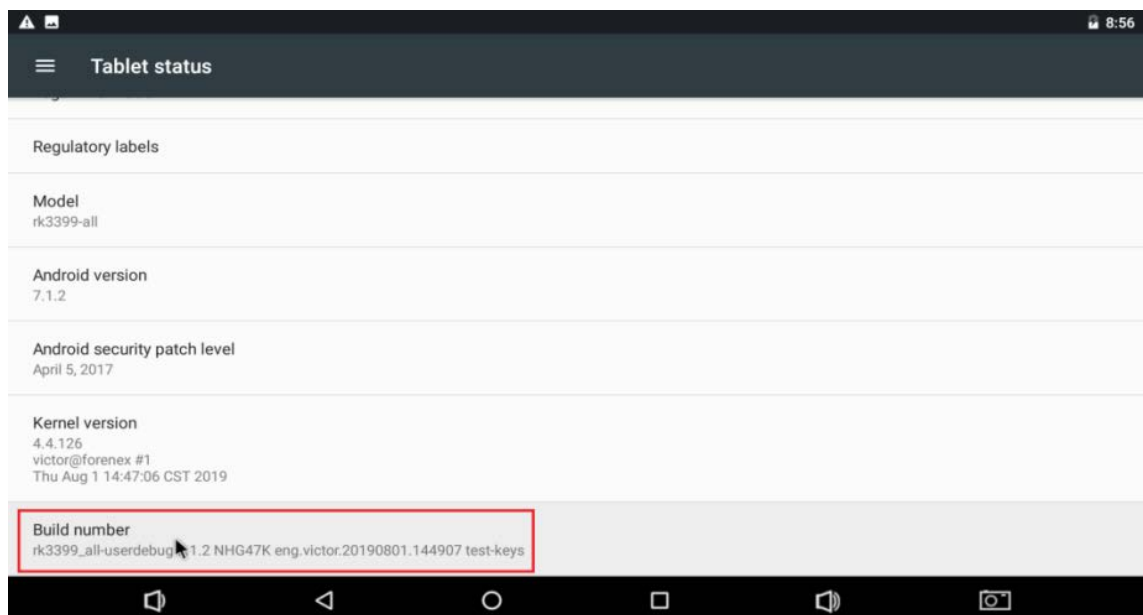 8:56
Tablet status
Regulatory labels
Model
rk3399-all
Android version
7.1.2
Android security patch level
April 5, 2017
Kernel version
4.4.126
victor@forenex #1
Thu Aug 1 14:47:06 CST 2019
Build number
rk3399_all-userdebug 1.2 NHG47K eng.victor.20190801.144907 test-keys